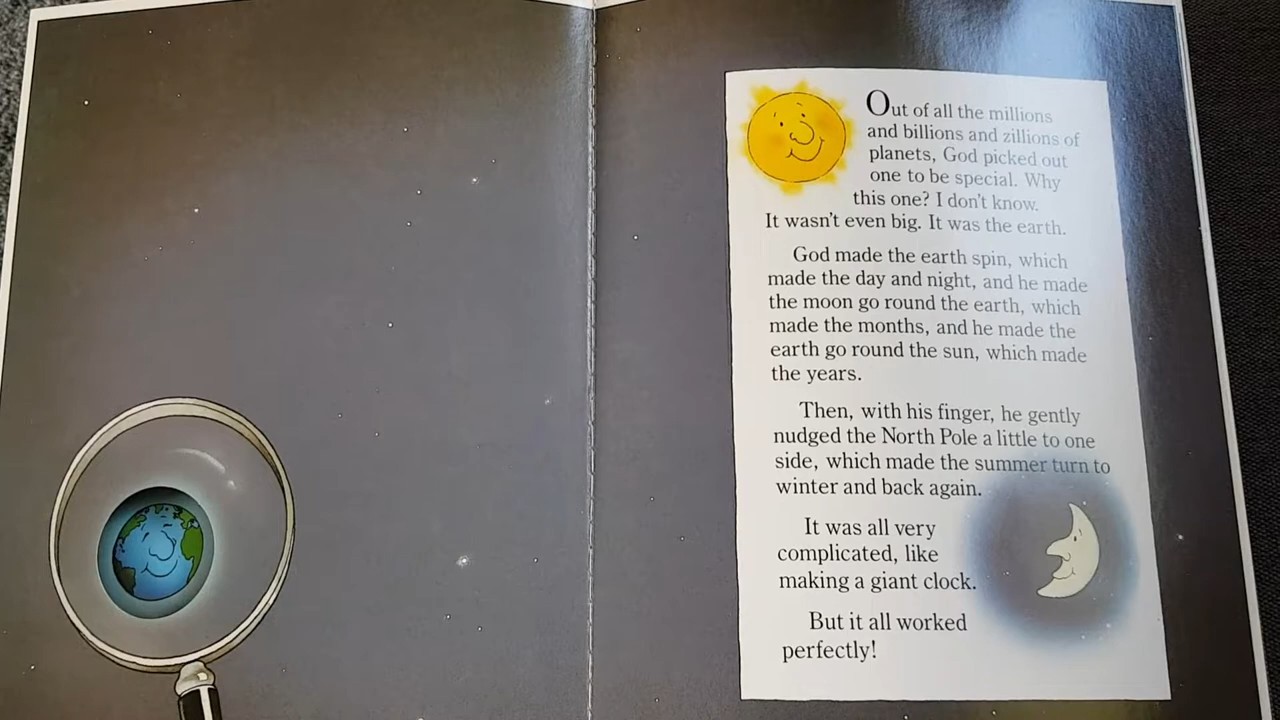 Out of all the millions
and billions and zillions of
planets, God picked out
one to be special. Why
this one? I don't know.
It wasn't even big. It was the earth.
God made the earth spin, which
made the day and night, and he made
the moon go round the earth, which
made the months, and he made the
earth go round the sun, which made
the years.
Then, with his finger, he gently
nudged the North Pole a little to one
side, which made the summer turn to
winter and back again.
It was all very
complicated, like
making a giant clock.
But it all worked
perfectly!